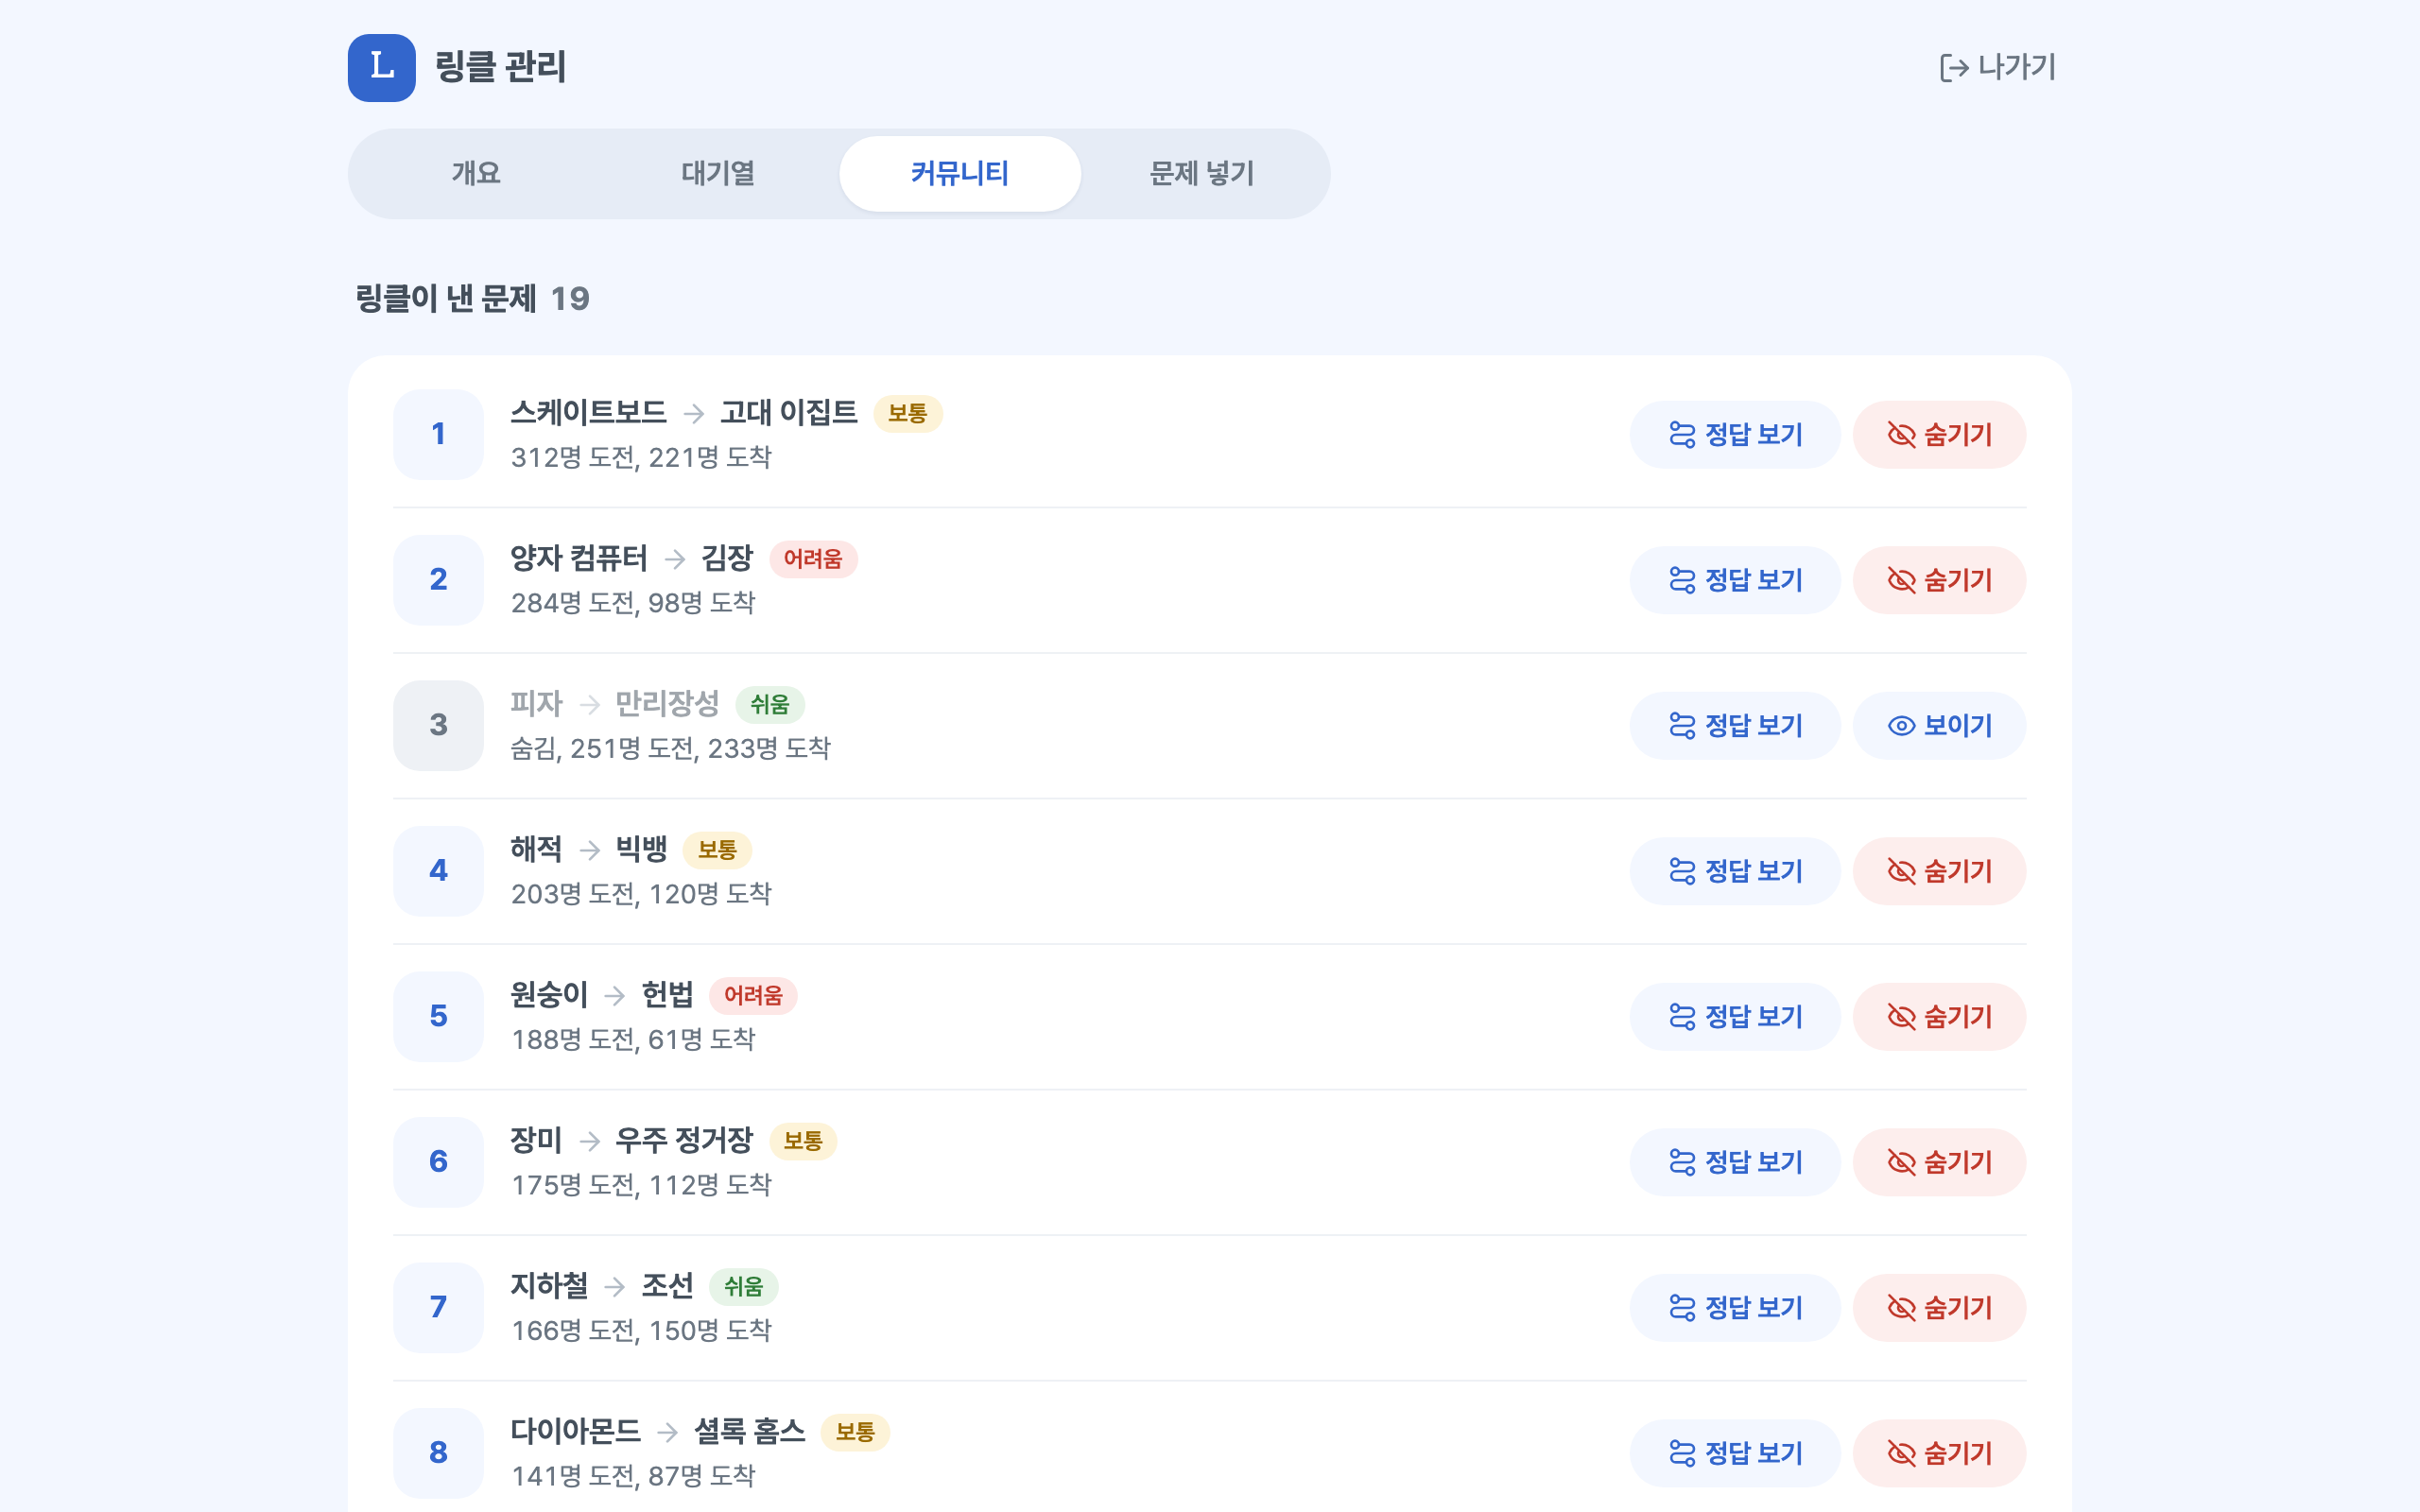 L 링클 관리
나가기
개요 대기열 커뮤니티 문제 넣기
링클이 낸 문제 19
1 스케이트보드 → 고대 이집트 보통
312명 도전, 221명 도착
정답 보기 숨기기
2 양자 컴퓨터 → 김장 어려움
284명 도전, 98명 도착
정답 보기 숨기기
3 피자 → 만리장성 쉬움
숨김, 251명 도전, 233명 도착
정답 보기 보이기
4 해적 → 빅뱅 보통
203명 도전, 120명 도착
정답 보기 숨기기
5 원숭이 → 헌법 어려움
188명 도전, 61명 도착
정답 보기 숨기기
6 장미 → 우주 정거장 보통
175명 도전, 112명 도착
정답 보기 숨기기
7 지하철 → 조선 쉬움
166명 도전, 150명 도착
정답 보기 숨기기
8 다이아몬드 → 셜록 홈스 보통
141명 도전, 87명 도착
정답 보기 숨기기